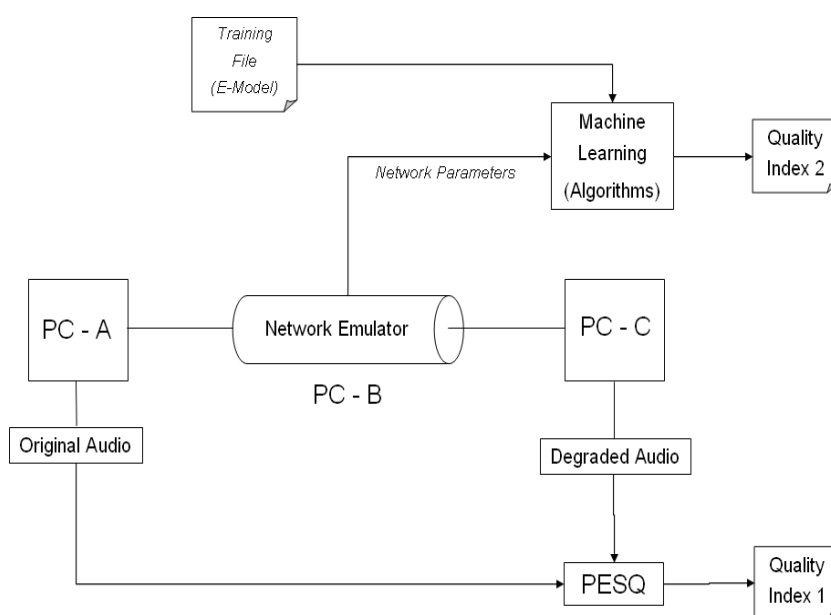 Training
File
(E-Model)
Machine
Learning
(Algorithms)
Quality
Index 2
Network Parameters
PC - A
Network Emulator
PC - C
PC - B
Original Audio
Degraded Audio
PESQ
Quality
Index 1